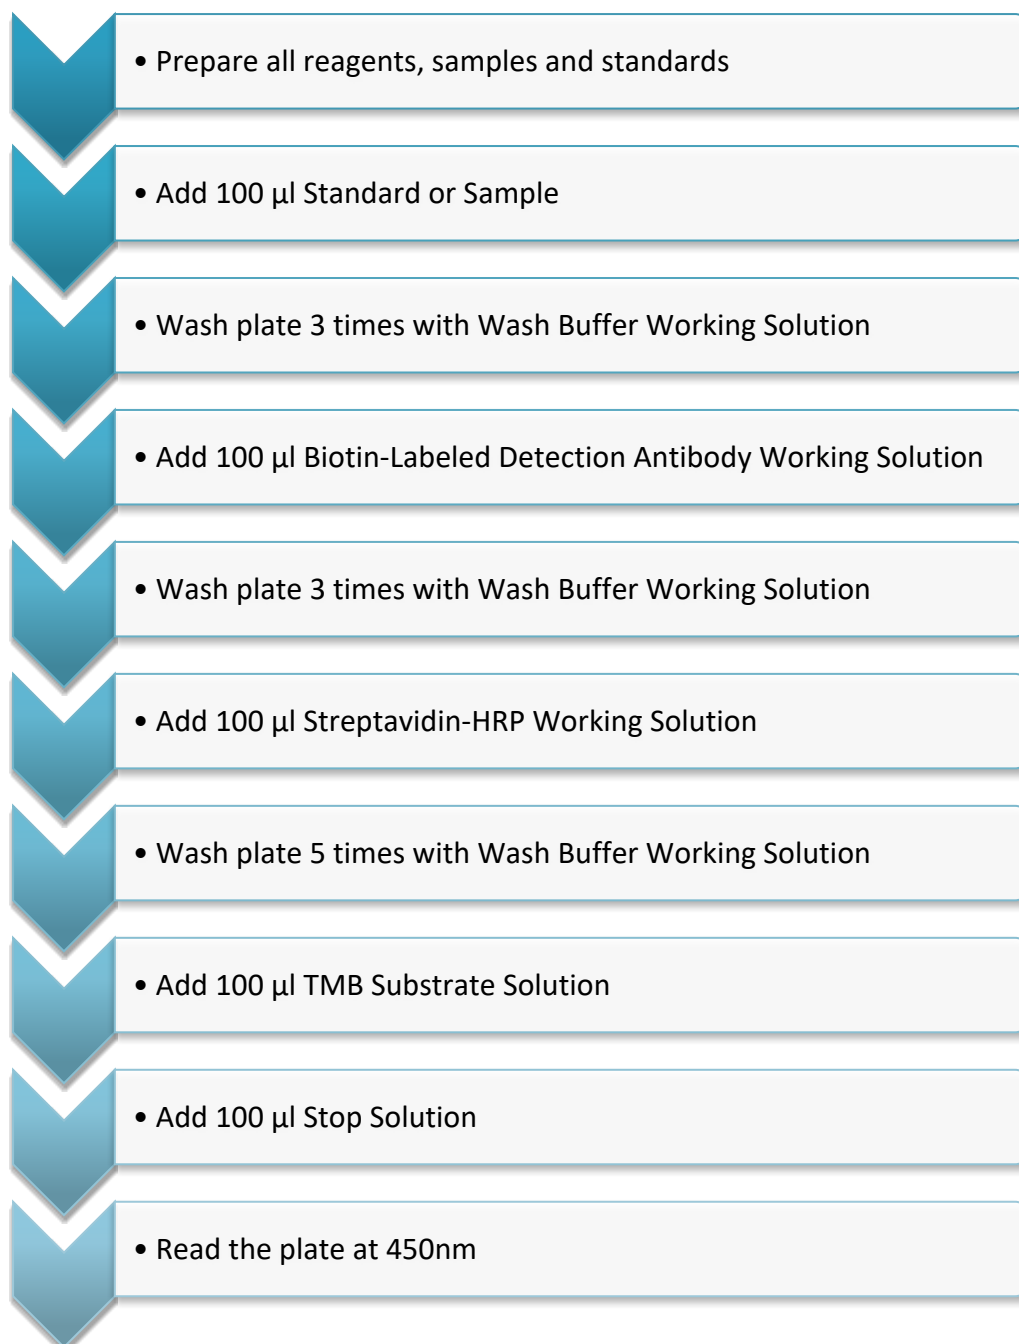 • Prepare all reagents, samples and standards
• Add 100 µl Standard or Sample
• Wash plate 3 times with Wash Buffer Working Solution
• Add 100 µl Biotin-Labeled Detection Antibody Working Solution
• Wash plate 3 times with Wash Buffer Working Solution
• Add 100 µl Streptavidin-HRP Working Solution
• Wash plate 5 times with Wash Buffer Working Solution
• Add 100 µl TMB Substrate Solution
• Add 100 µl Stop Solution
• Read the plate at 450nm